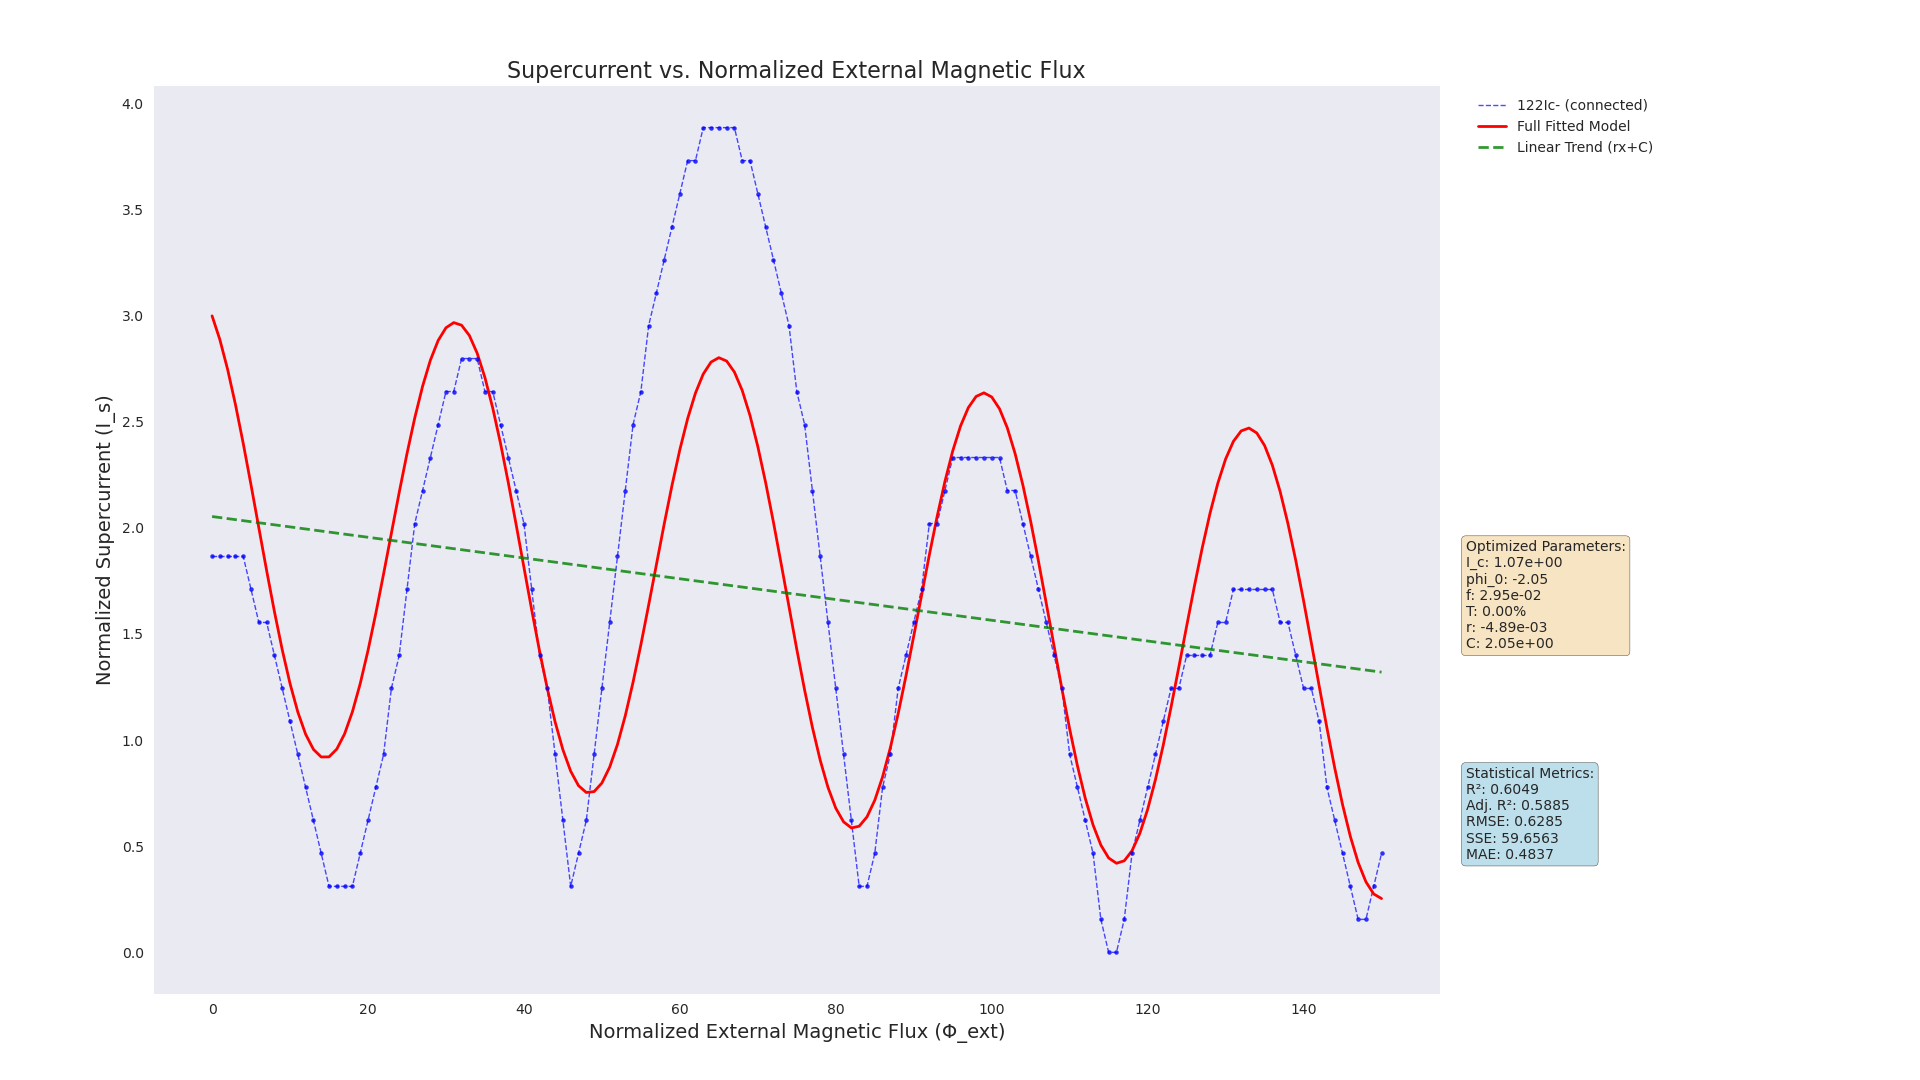 Supercurrent vs. Normalized External Magnetic Flux
122Ic- (connected)
Full Fitted Model
Linear Trend (rx+C)
Normalized Supercurrent (I_s)
4.0
3.5
3.0
2.5
2.0
1.5
1.0
0.5
0.0
0 20 40 60 80 100 120 140
Normalized External Magnetic Flux (Φ_ext)
Optimized Parameters:
I_c: 1.07e+00
phi_0: -2.05
f: 2.95e-02
T: 0.00%
r: -4.89e-03
C: 2.05e+00
Statistical Metrics:
R²: 0.6049
Adj. R²: 0.5885
RMSE: 0.6285
SSE: 59.6563
MAE: 0.4837